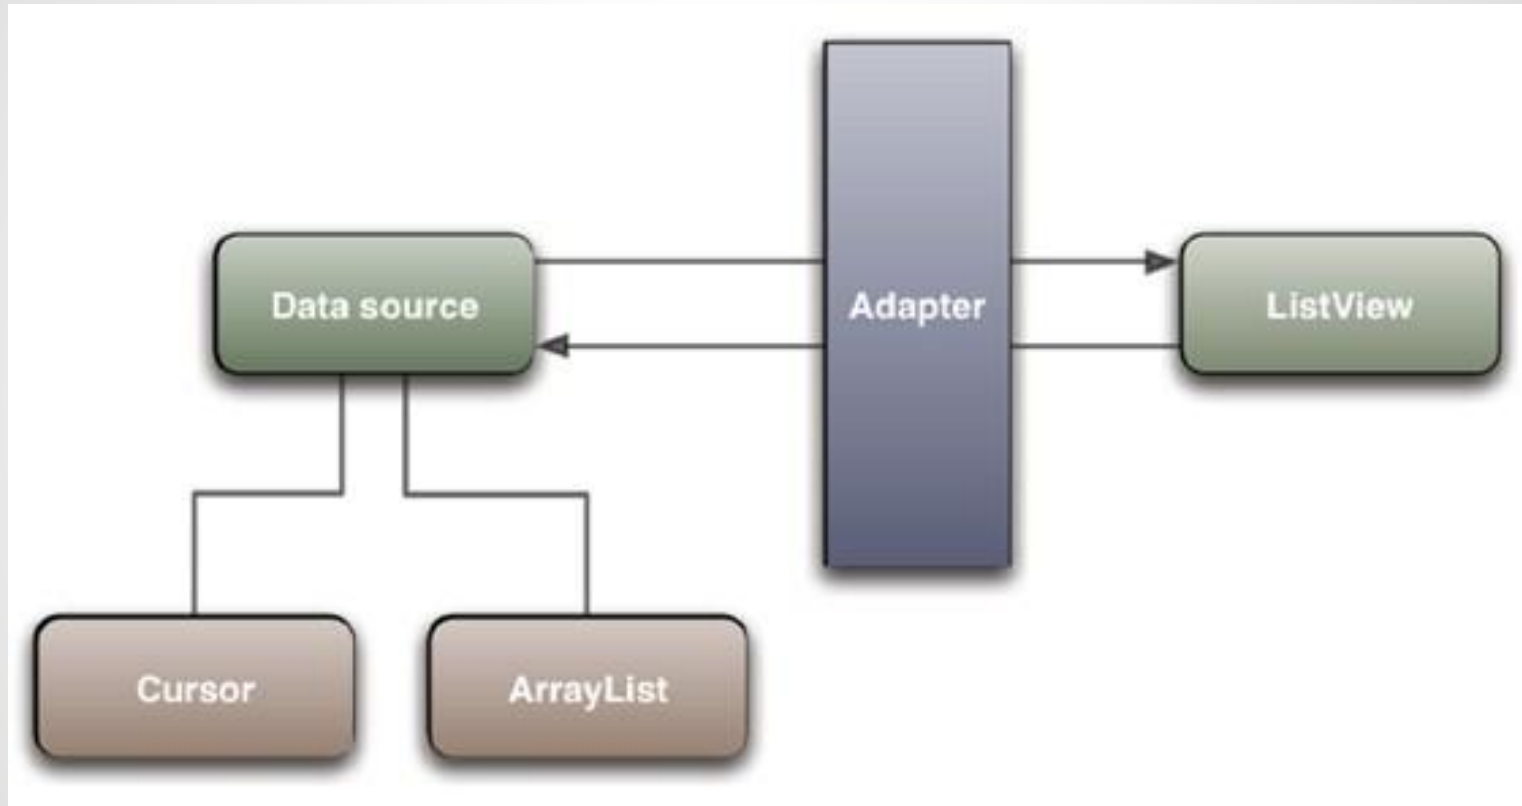 Data source
Adapter
ListView
Cursor
ArrayList